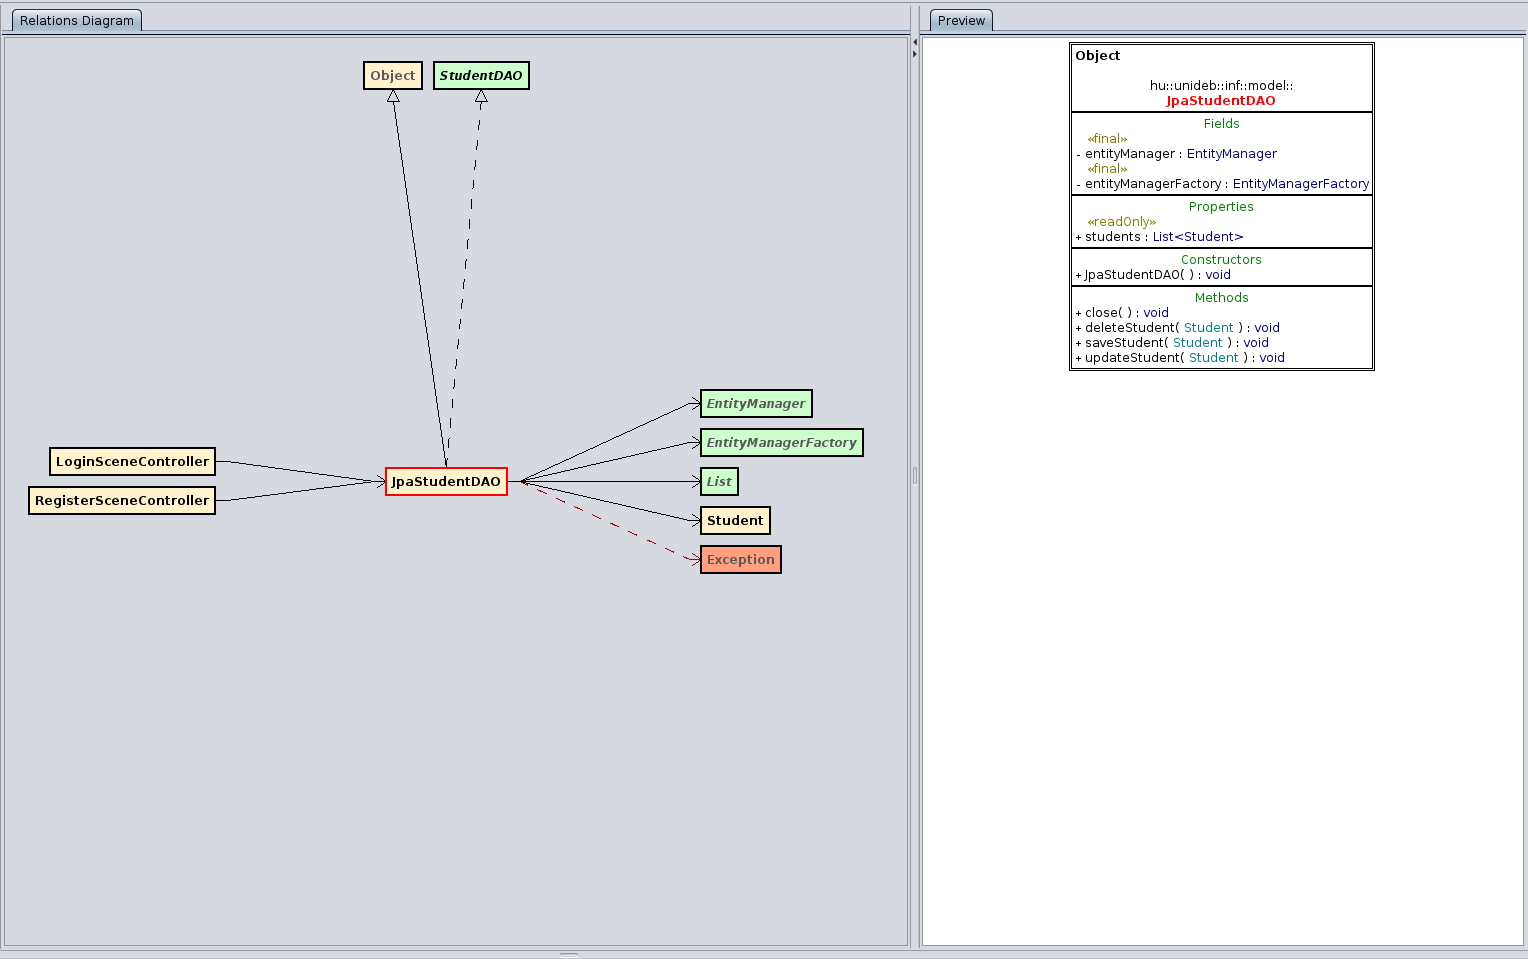 Relations Diagram
Object
StudentDAO
EntityManager
EntityManagerFactory
LoginSceneController
List
JpaStudentDAO
RegisterSceneController
Student
Exception
Preview
Object
hu::unideb::inf::model::
JpaStudentDAO
Fields
«final»
- entityManager : EntityManager
«final»
- entityManagerFactory : EntityManagerFactory
Properties
«readOnly»
+ students : List<Student>
Constructors
+ JpaStudentDAO( ) : void
Methods
+ close( ) : void
+ deleteStudent( Student ) : void
+ saveStudent( Student ) : void
+ updateStudent( Student ) : void